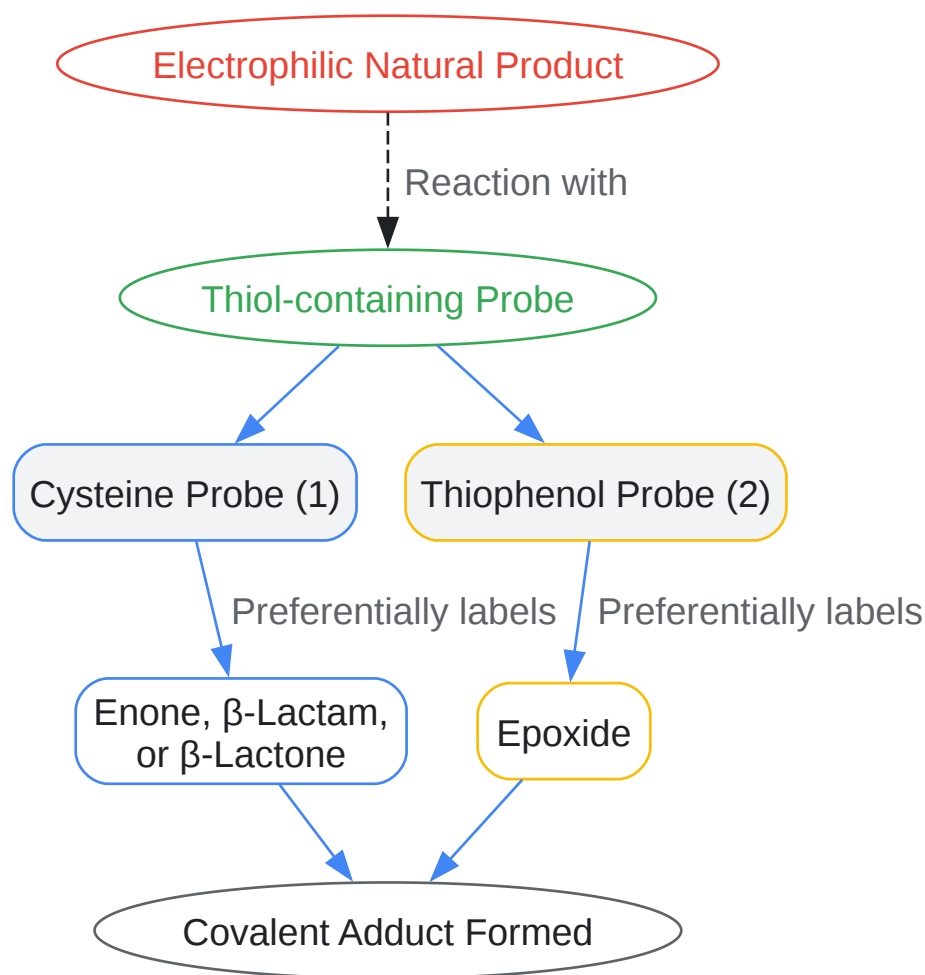 Electrophilic Natural Product
Reaction with
Thiol-containing Probe
Cysteine Probe (1)
Thiophenol Probe (2)
Preferentially labels
Preferentially labels
Enone, β-Lactam,
or β-Lactone
Epoxide
Covalent Adduct Formed